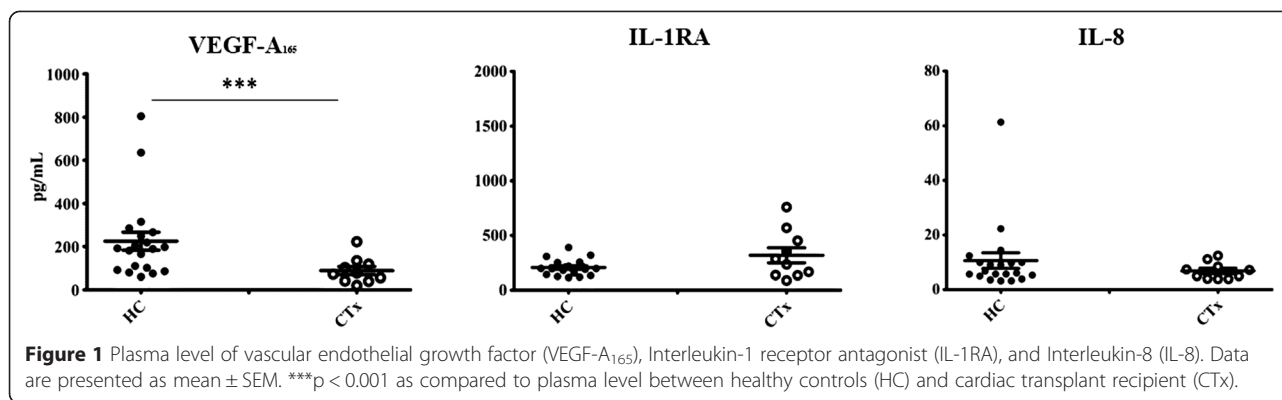 VEGF-A₁₆₅
1000
800
600
400
200
0
pg/mL
***
HC
CTx
IL-1RA
2000
1500
1000
500
0
HC
CTx
IL-8
80
60
40
20
0
HC
CTx
Figure 1 Plasma level of vascular endothelial growth factor (VEGF-A₁₆₅), Interleukin-1 receptor antagonist (IL-1RA), and Interleukin-8 (IL-8). Data
are presented as mean ± SEM. ***p < 0.001 as compared to plasma level between healthy controls (HC) and cardiac transplant recipient (CTx).